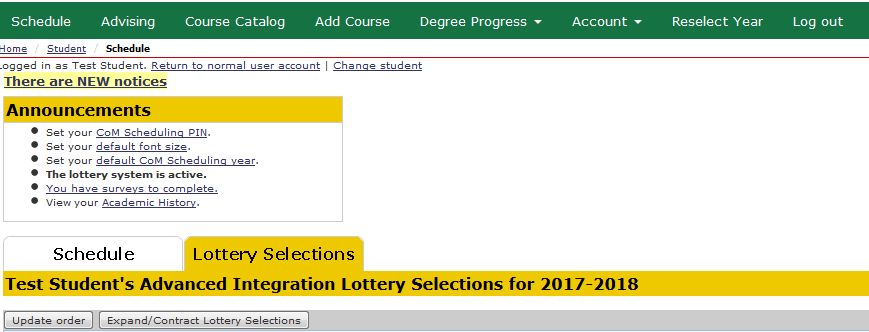 Schedule Advising Course Catalog Add Course Degree Progress Account Reselect Year Log out
Home / Student / Schedule
ogged in as Test Student. Return to normal user account | Change student
There are NEW notices
Announcements
Set your CoM Scheduling PIN.
Set your default font size.
Set your default CoM Scheduling year.
The lottery system is active.
You have surveys to complete.
View your Academic History.
Schedule Lottery Selections
Test Student's Advanced Integration Lottery Selections for 2017-2018
Update order Expand/Contract Lottery Selections